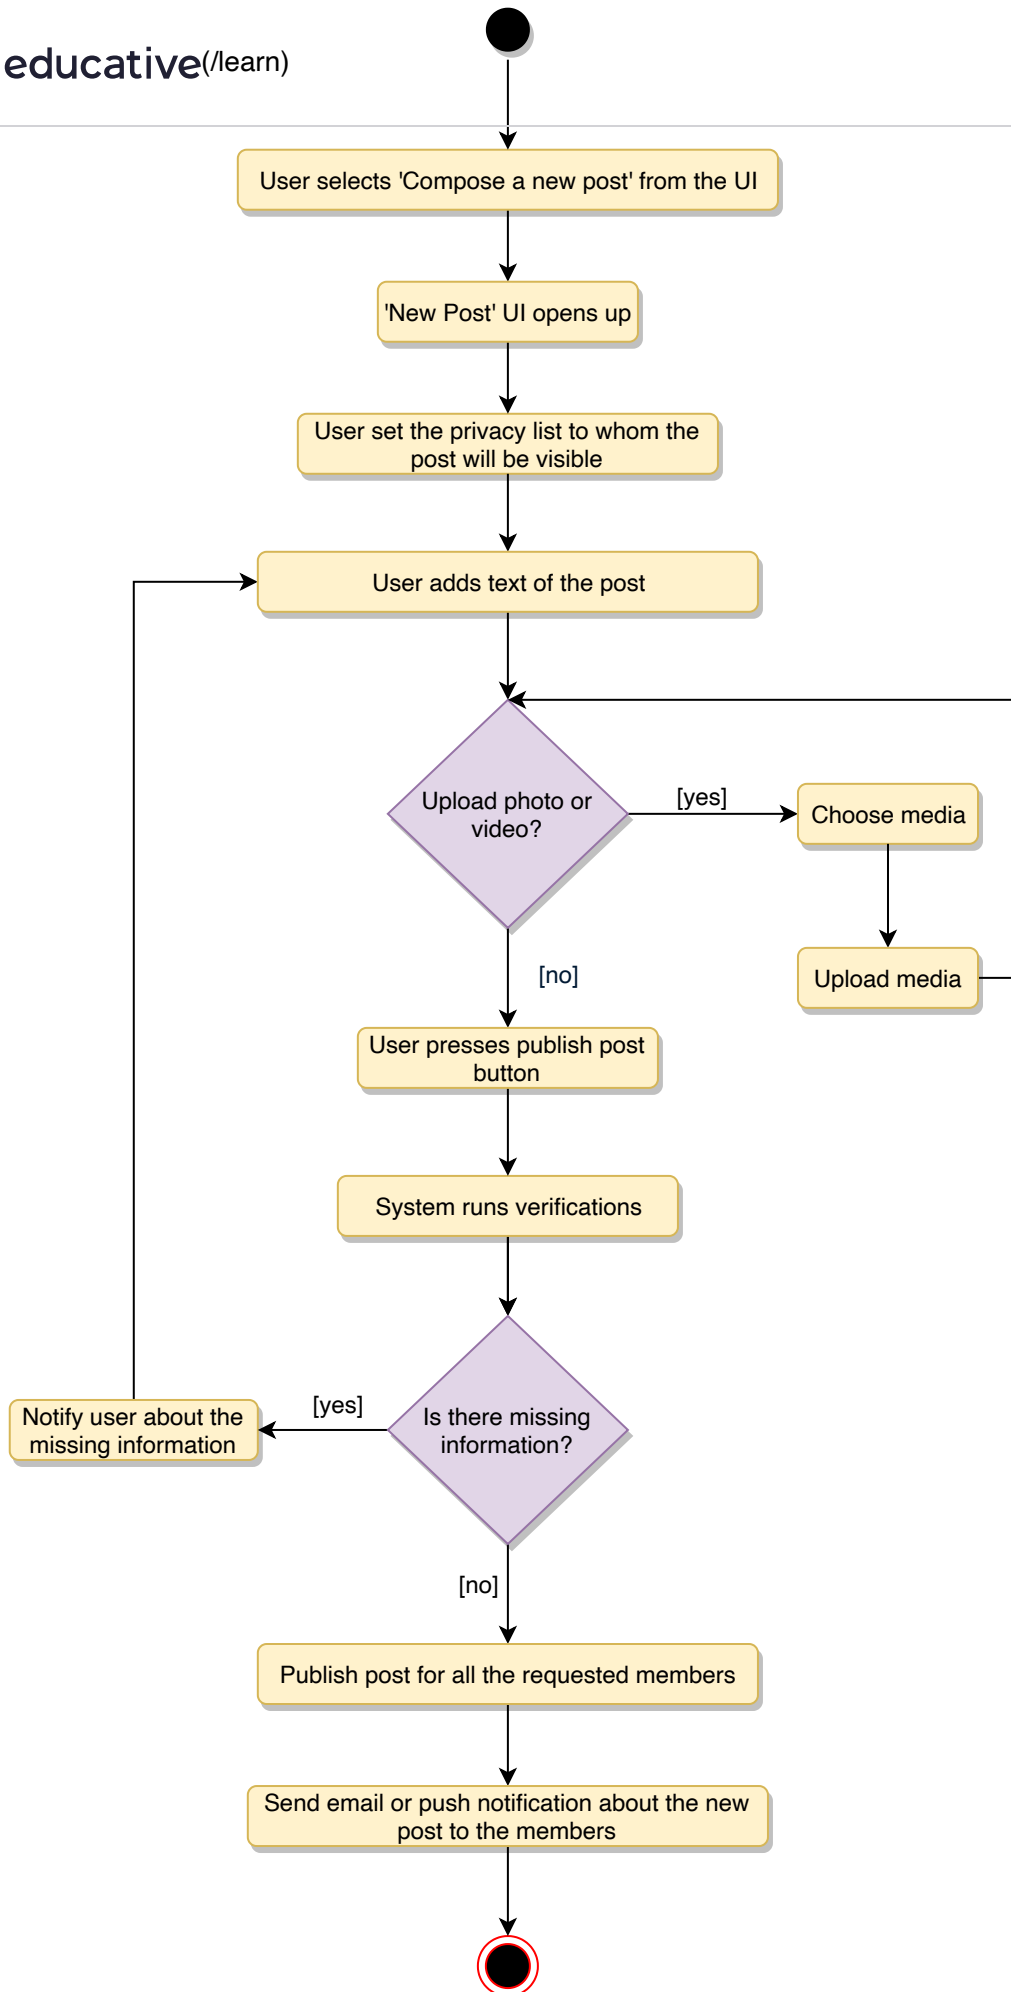 educative(/learn)
User selects 'Compose a new post' from the UI
'New Post' UI opens up
User set the privacy list to whom the
post will be visible
User adds text of the post
Upload photo or
video?
[yes]
Choose media
Upload media
[no]
User presses publish post
button
System runs verifications
Is there missing
information?
[yes]
Notify user about the
missing information
[no]
Publish post for all the requested members
Send email or push notification about the new
post to the members